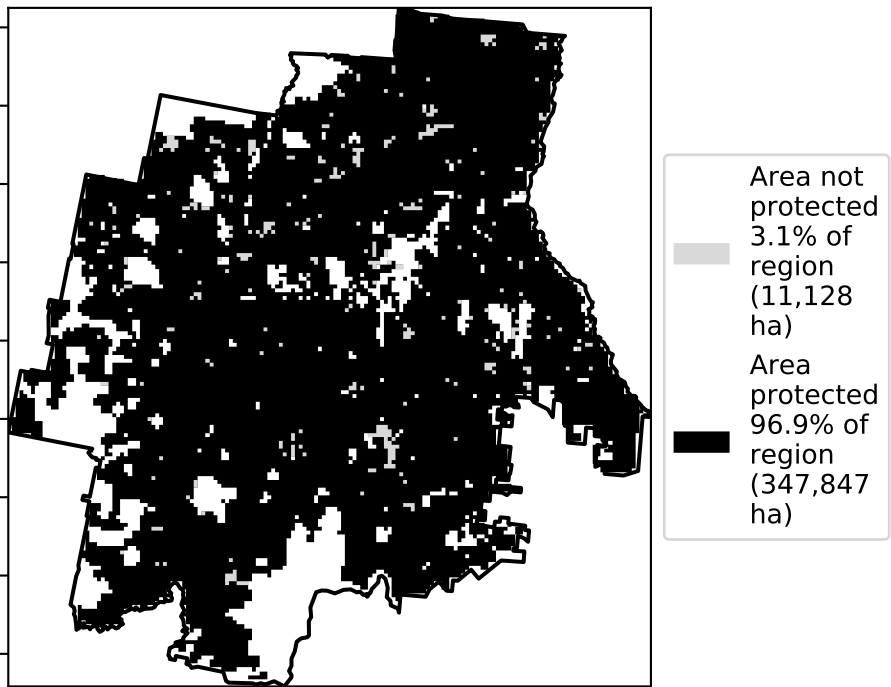 Area not
protected
3.1% of
region
(11,128
ha)
Area
protected
96.9% of
region
(347,847
ha)